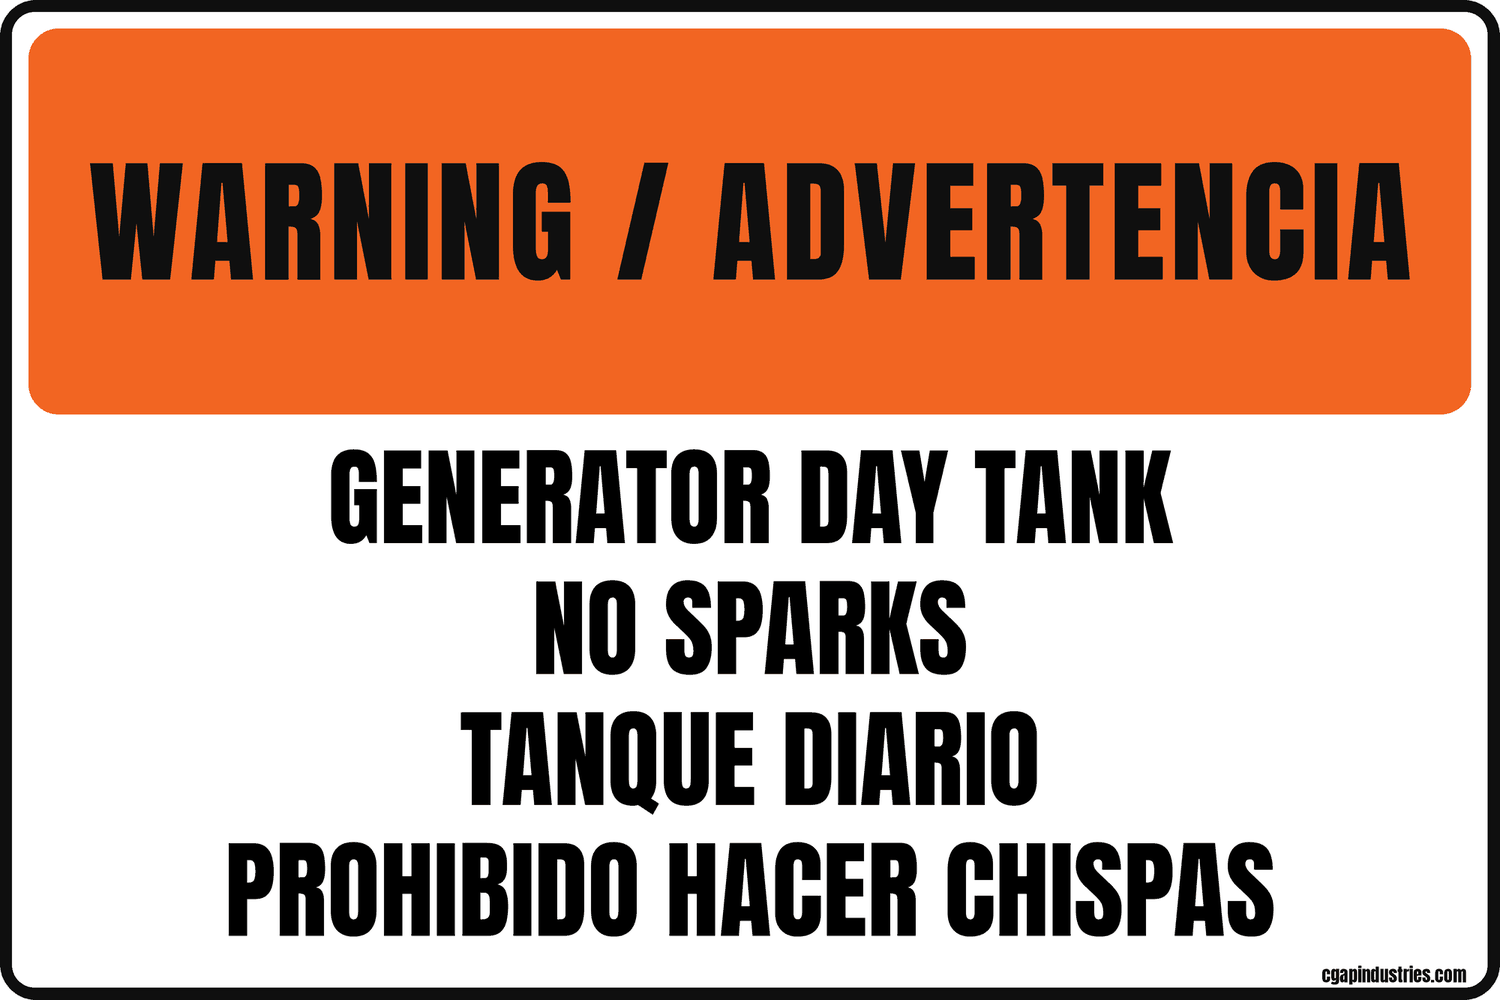 WARNING / ADVERTENCIA
GENERATOR DAY TANK
NO SPARKS
TANQUE DIARIO
PROHIBIDO HACER CHISPAS
cgapindustries.com